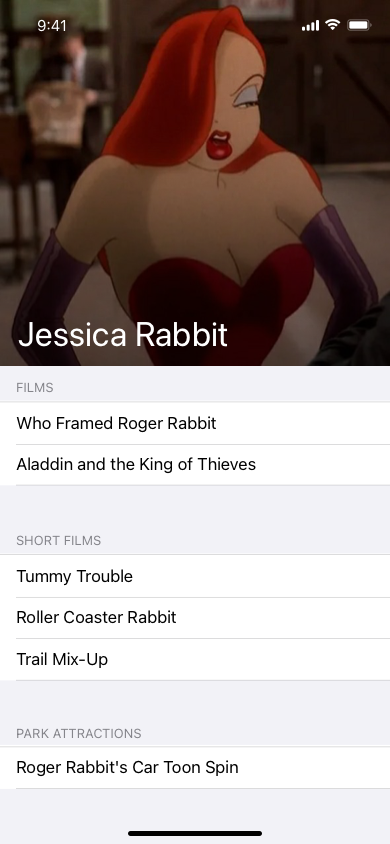 9:41
Jessica Rabbit
FILMS
Who Framed Roger Rabbit
Aladdin and the King of Thieves
SHORT FILMS
Tummy Trouble
Roller Coaster Rabbit
Trail Mix-Up
PARK ATTRACTIONS
Roger Rabbit's Car Toon Spin